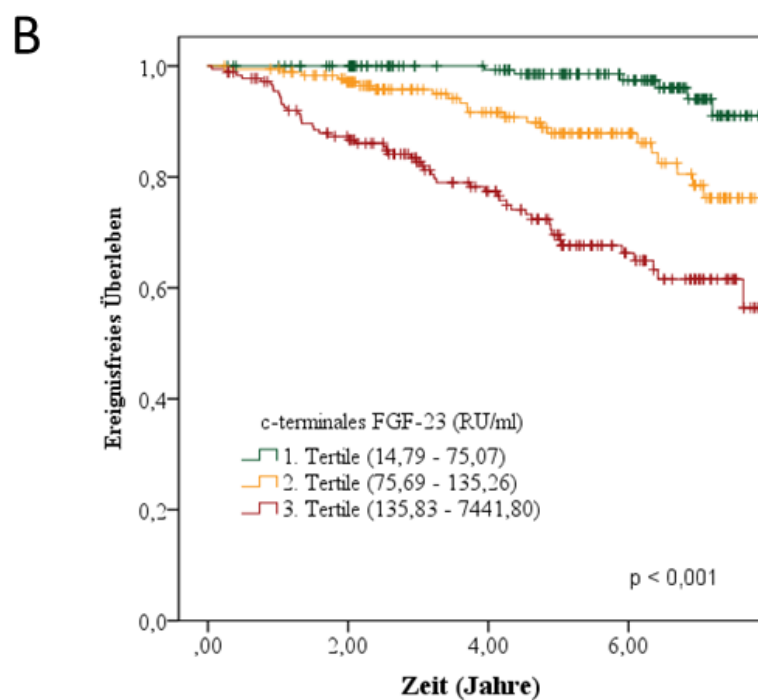 B
1,0
0,8
0,6
0,4
0,2
0,0
Ereignisfreies Überleben
c-terminales FGF-23 (RU/ml)
1. Tertile (14,79 - 75,07)
2. Tertile (75,69 - 135,26)
3. Tertile (135,83 - 7441,80)
p < 0,001
,00 2,00 4,00 6,00
Zeit (Jahre)